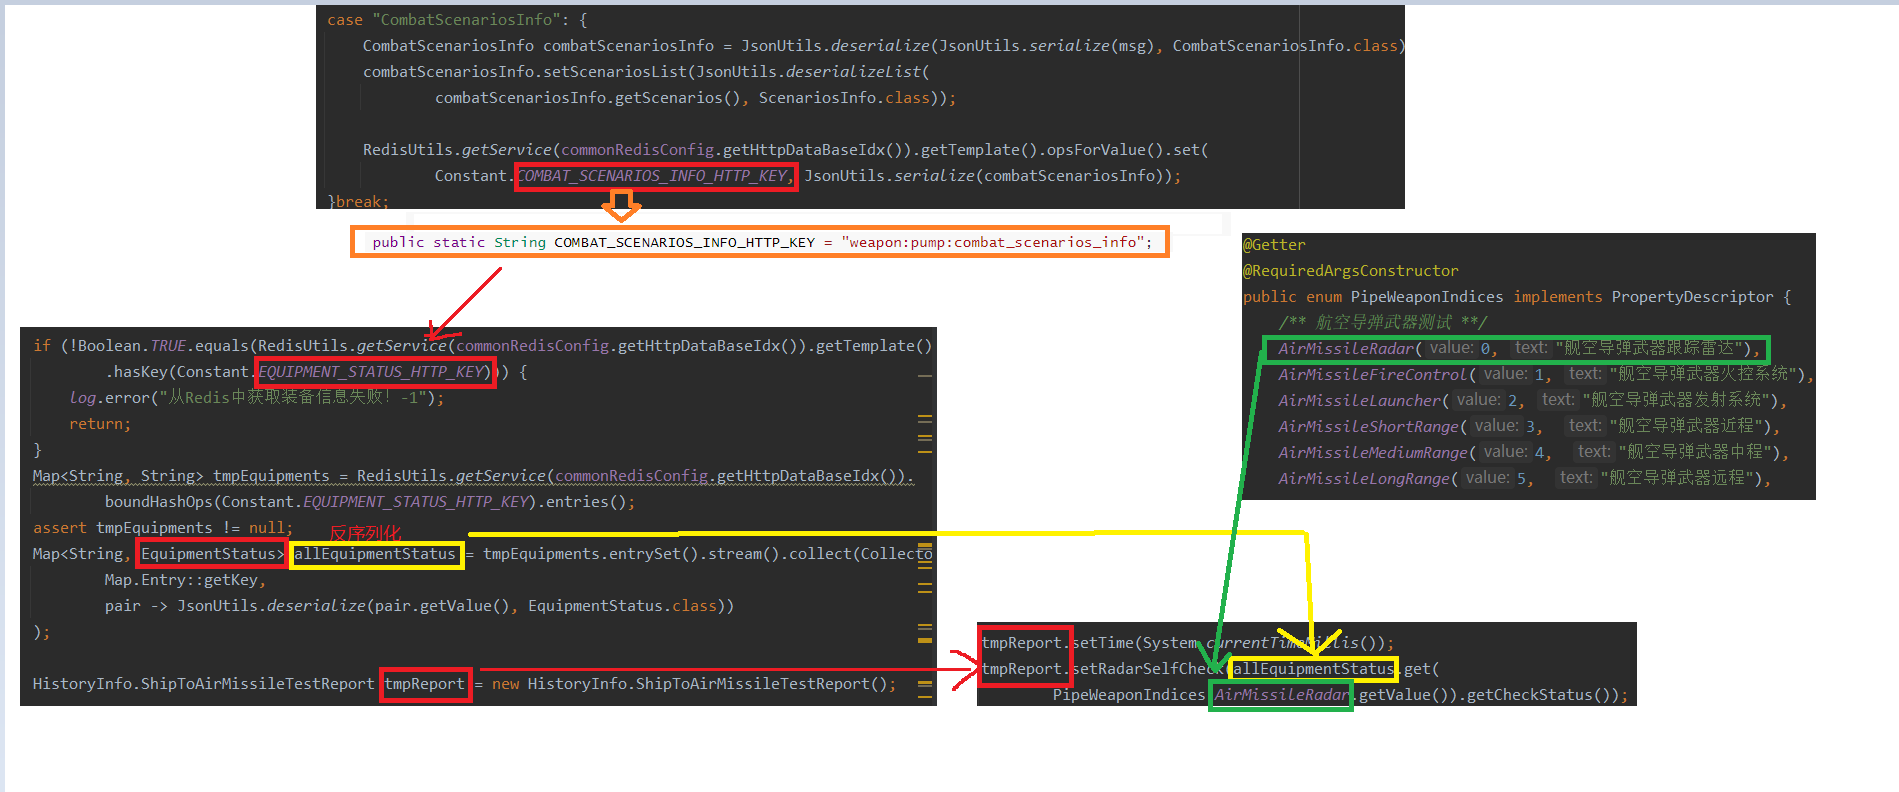 case "CombatScenariosInfo": {
CombatScenariosInfo combatScenariosInfo = JsonUtils.deserialize(JsonUtils.serialize(msg), CombatScenariosInfo.class)
combatScenariosInfo.setScenariosList(JsonUtils.deserializeList(
combatScenariosInfo.getScenarios(), ScenariosInfo.class));
RedisUtils.getService(commonRedisConfig.getHttpDataBaseIdx()).getTemplate().opsForValue().set(
Constant.COMBAT_SCENARIOS_INFO_HTTP_KEY, JsonUtils.serialize(combatScenariosInfo));
}break;
public static String COMBAT_SCENARIOS_INFO_HTTP_KEY = "weapon:pump:combat_scenarios_info";
@Getter
@RequiredArgsConstructor
public enum PipeWeaponIndices implements PropertyDescriptor {
/** 航空导弹武器测试 **/
AirMissileRadar( value: 0, text: "舰空导弹武器跟踪雷达"),
AirMissileFireControl( value: 1, text: "舰空导弹武器火控系统"),
AirMissileLauncher( value: 2, text: "舰空导弹武器发射系统"),
AirMissileShortRange( value: 3, text: "舰空导弹武器近程"),
AirMissileMediumRange( value: 4, text: "舰空导弹武器中程"),
AirMissileLongRange( value: 5, text: "舰空导弹武器远程"),
if (!Boolean.TRUE.equals(RedisUtils.getService(commonRedisConfig.getHttpDataBaseIdx()).getTemplate()
.hasKey(Constant.EQUIPMENT_STATUS_HTTP_KEY))) {
log.error("从Redis中获取装备信息失败! -1");
return;
}
Map<String, String> tmpEquipments = RedisUtils.getService(commonRedisConfig.getHttpDataBaseIdx()).
boundHashOps(Constant.EQUIPMENT_STATUS_HTTP_KEY).entries();
assert tmpEquipments != null;
反序列化
Map<String, EquipmentStatus> allEquipmentStatus = tmpEquipments.entrySet().stream().collect(Collecto
Map.Entry::getKey,
pair -> JsonUtils.deserialize(pair.getValue(), EquipmentStatus.class))
);
HistoryInfo.ShipToAirMissileTestReport tmpReport = new HistoryInfo.ShipToAirMissileTestReport();
tmpReport.setTime(System.currentTimeMillis());
tmpReport.setRadarSelfCheck(allEquipmentStatus.get(
PipeWeaponIndices.AirMissileRadar.getValue()).getCheckStatus());